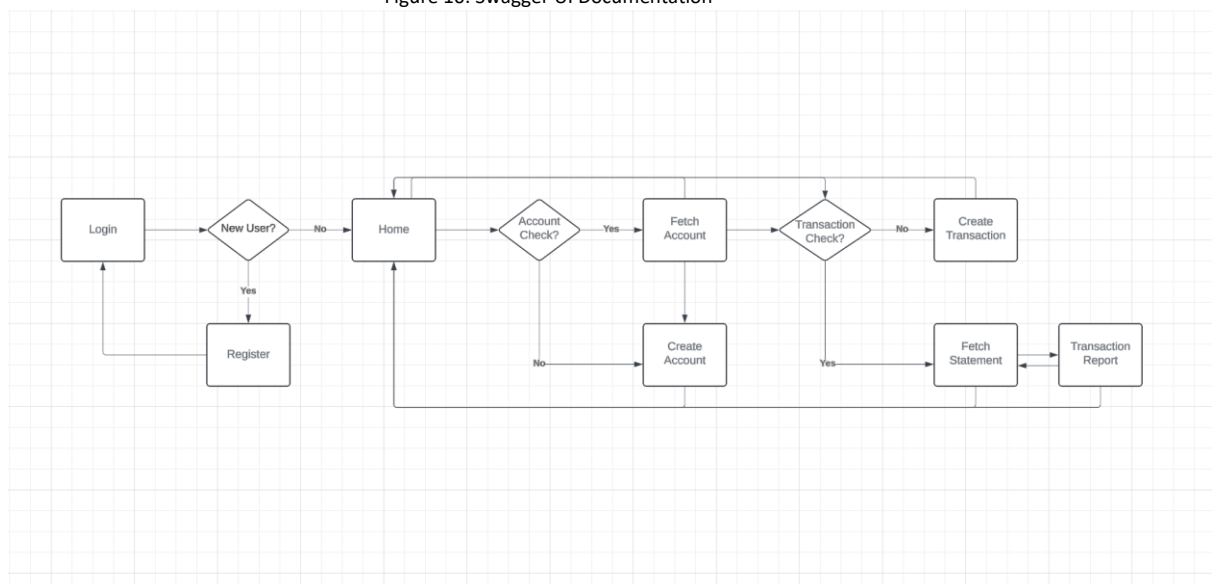 Figure 10: Swagger UI Documentation
Login
New User?
No
Home
Account
Check?
Yes
Fetch
Account
Transaction
Check?
No
Create
Transaction
Yes
Register
Create
Account
No
Yes
Fetch
Statement
Transaction
Report